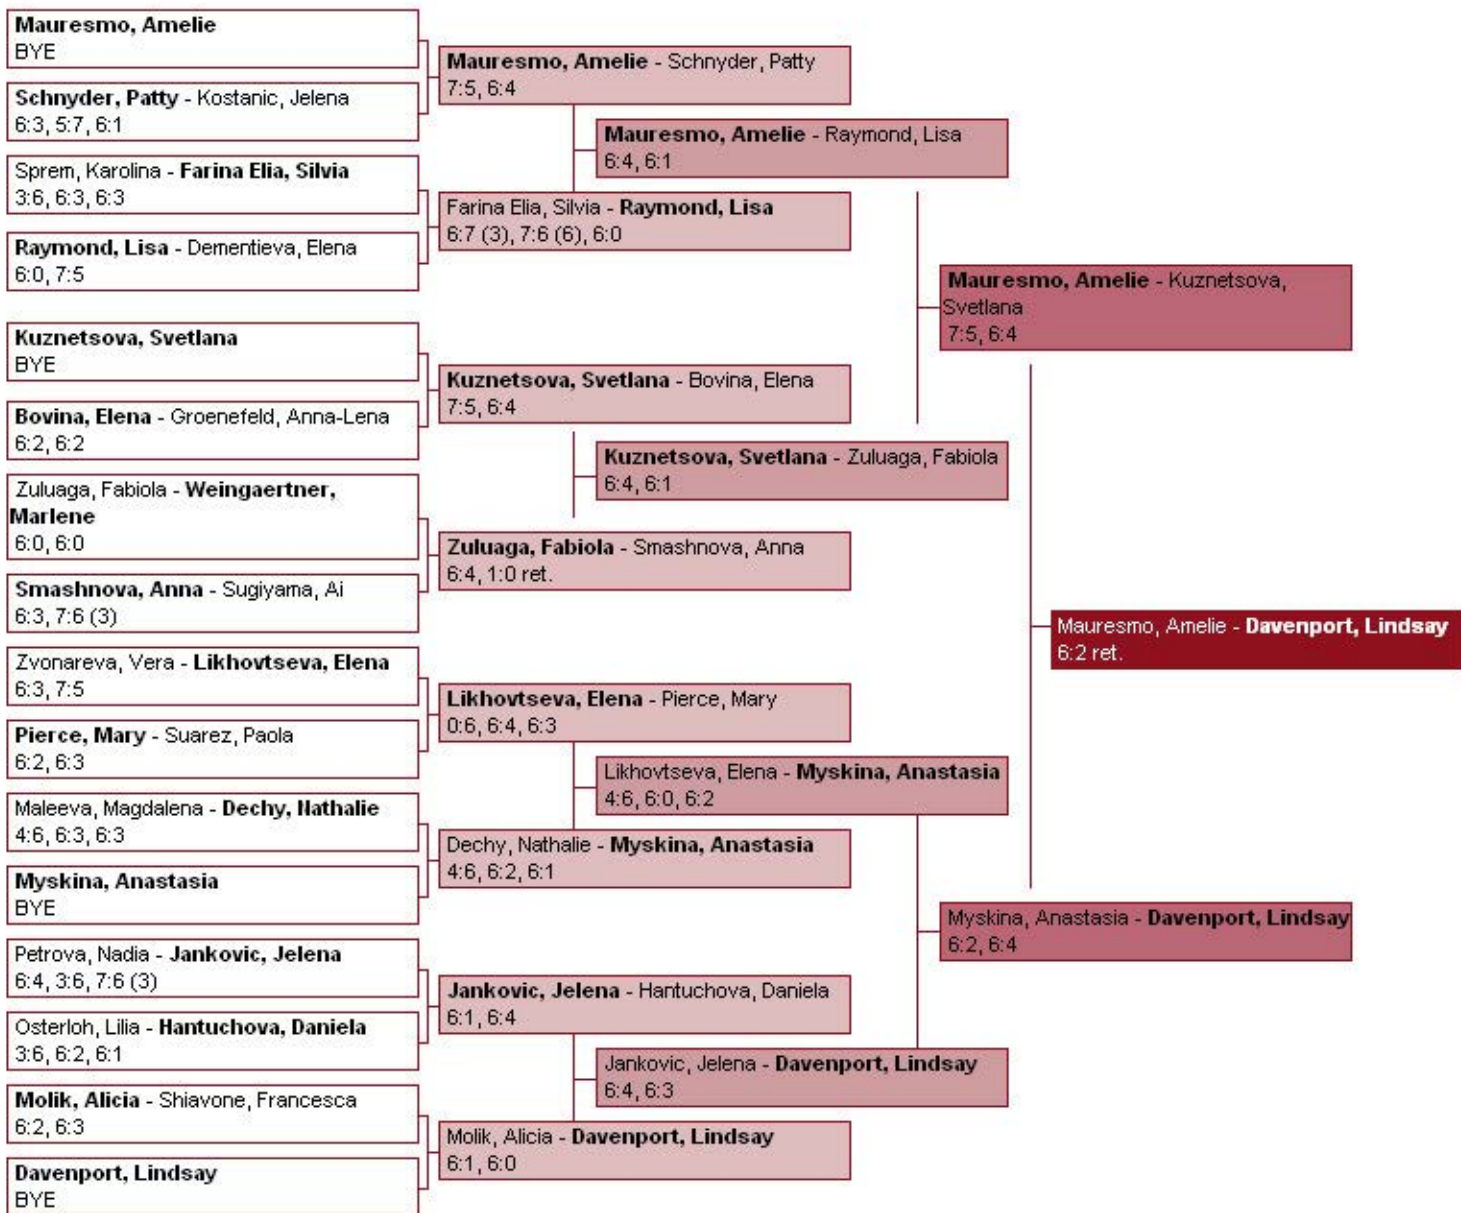 Mauresmo, Amelie
BYE
Schnyder, Patty - Kostanic, Jelena
6:3, 5:7, 6:1
Sprem, Karolina - Farina Elia, Silvia
3:6, 6:3, 6:3
Raymond, Lisa - Dementieva, Elena
6:0, 7:5
Kuznetsova, Svetlana
BYE
Bovina, Elena - Groenefeld, Anna-Lena
6:2, 6:2
Zuluaga, Fabiola - Weingaertner,
Marlene
6:0, 6:0
Smashnova, Anna - Sugiyama, Ai
6:3, 7:6 (3)
Zvonareva, Vera - Likhovtseva, Elena
6:3, 7:5
Pierce, Mary - Suarez, Paola
6:2, 6:3
Maleeva, Magdalena - Dechy, Nathalie
4:6, 6:3, 6:3
Myskina, Anastasia
BYE
Petrova, Nadia - Jankovic, Jelena
6:4, 3:6, 7:6 (3)
Osterloh, Lilia - Hantuchova, Daniela
3:6, 6:2, 6:1
Molik, Alicia - Shiavone, Francesca
6:2, 6:3
Davenport, Lindsay
BYE
Mauresmo, Amelie - Schnyder, Patty
7:5, 6:4
Farina Elia, Silvia - Raymond, Lisa
6:7 (3), 7:6 (6), 6:0
Kuznetsova, Svetlana - Bovina, Elena
7:5, 6:4
Zuluaga, Fabiola - Smashnova, Anna
6:4, 1:0 ret.
Likhovtseva, Elena - Pierce, Mary
0:6, 6:4, 6:3
Dechy, Nathalie - Myskina, Anastasia
4:6, 6:2, 6:1
Jankovic, Jelena - Hantuchova, Daniela
6:1, 6:4
Molik, Alicia - Davenport, Lindsay
6:1, 6:0
Mauresmo, Amelie - Raymond, Lisa
6:4, 6:1
Kuznetsova, Svetlana - Zuluaga, Fabiola
6:4, 6:1
Likhovtseva, Elena - Myskina, Anastasia
4:6, 6:0, 6:2
Jankovic, Jelena - Davenport, Lindsay
6:4, 6:3
Mauresmo, Amelie - Kuznetsova,
Svetlana
7:5, 6:4
Myskina, Anastasia - Davenport, Lindsay
6:2, 6:4
Mauresmo, Amelie - Davenport, Lindsay
6:2 ret.